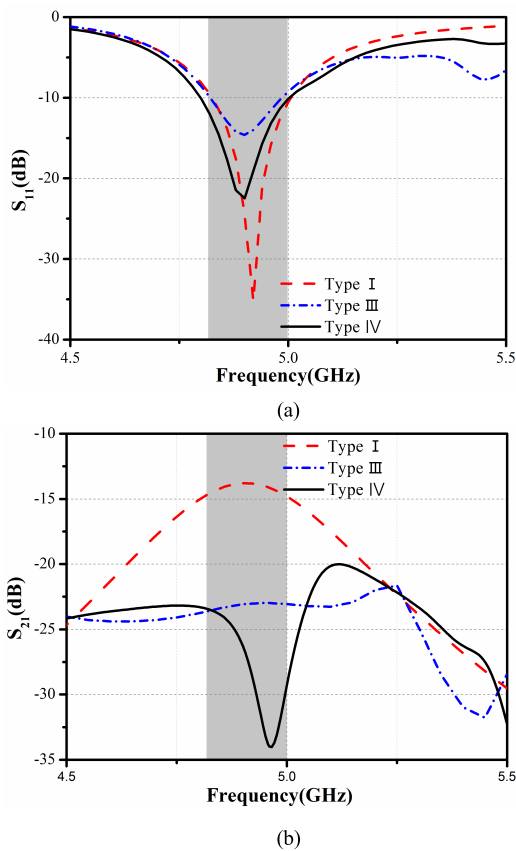 0
-10
-20
-30
-40
S11(dB)
Type Ⅰ
Type Ⅲ
Type Ⅳ
4.5
5.0
5.5
Frequency(GHz)
(a)
-10
-15
-20
-25
-30
-35
S21(dB)
Type Ⅰ
Type Ⅲ
Type Ⅳ
4.5
5.0
5.5
Frequency(GHz)
(b)